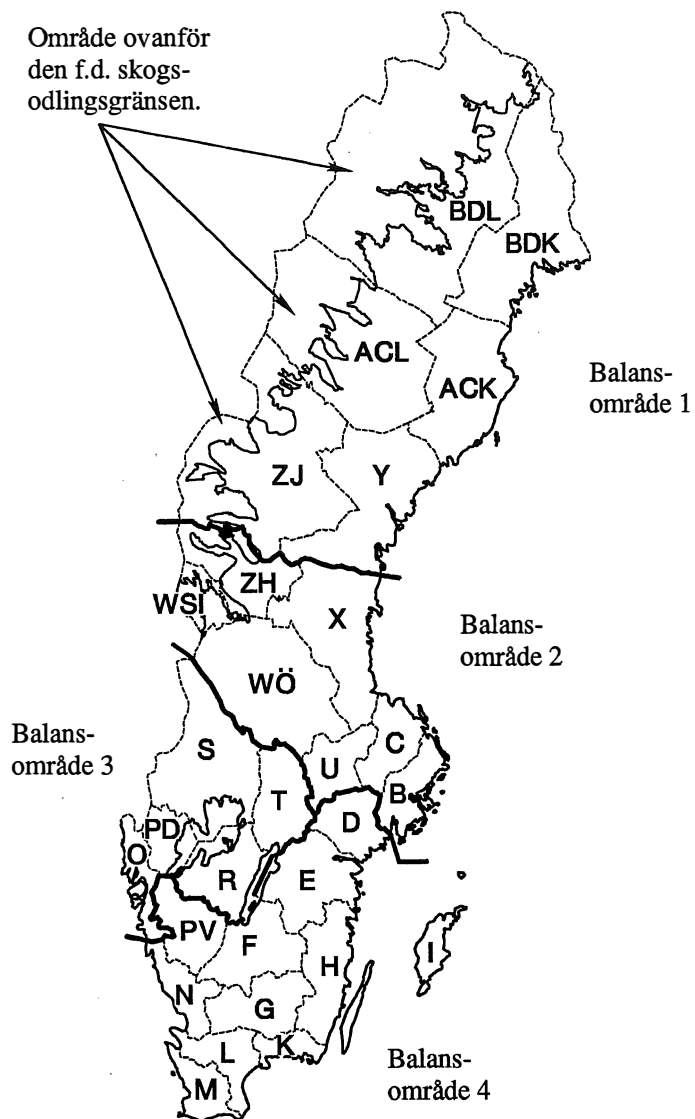 Område ovanför
den f.d. skogs-
odlingsgränsen.
BDL
BDK
ACL
ACK
Balans-
område 1
ZJ
Y
ZH
WSI
X
Balans-
område 2
WÖ
Balans-
område 3
S
C
U
B
T
D
PD
O
R
E
PV
F
H
I
N
G
K
L
M
Balans-
område 4